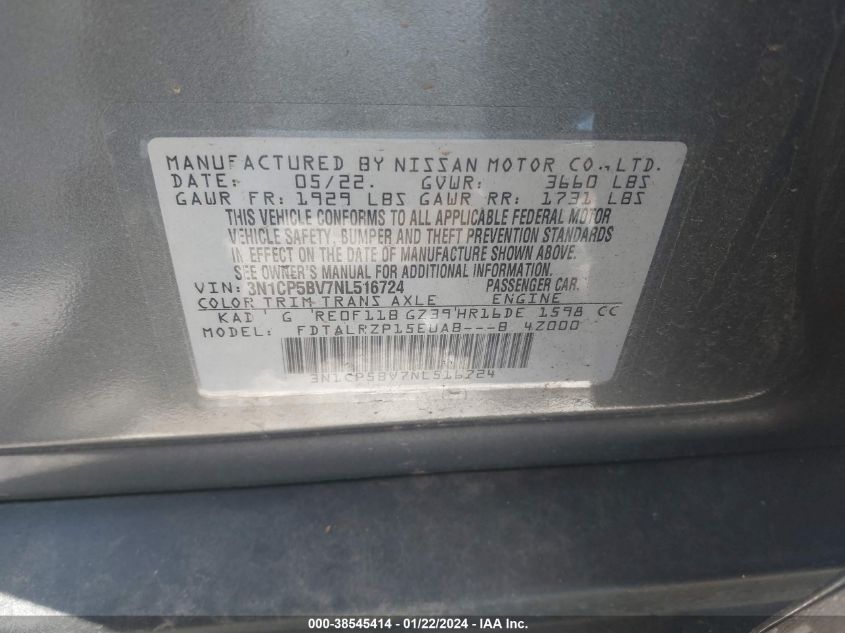 MANUFACTURED BY NISSAN MOTOR CO., LTD.
DATE: 05/22. GVWR: 3660 LBS
GAWR FR: 1929 LBS GAWR RR: 1731 LBS
THIS VEHICLE CONFORMS TO ALL APPLICABLE FEDERAL MOTOR
VEHICLE SAFETY, BUMPER AND THEFT PREVENTION STANDARDS
IN EFFECT ON THE DATE OF MANUFACTURE SHOWN ABOVE.
SEE OWNER'S MANUAL FOR ADDITIONAL INFORMATION.
VIN: 3N1CP5BV7NL516724 PASSENGER CAR
COLOR TRIM TRANS AXLE ENGINE
KAD G RE0F11B GZ39 HR16DE 1598 CC
MODEL: FDTALRZP15EUAB---B 4Z000
3N1CP5BV7NL516724
000-38545414 - 01/22/2024 - IAA Inc.